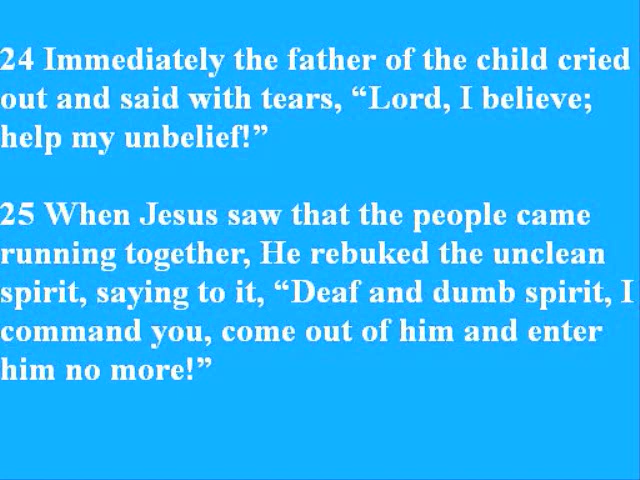 24 Immediately the father of the child cried
out and said with tears, “Lord, I believe;
help my unbelief!”
25 When Jesus saw that the people came
running together, He rebuked the unclean
spirit, saying to it, “Deaf and dumb spirit, I
command you, come out of him and enter
him no more!”